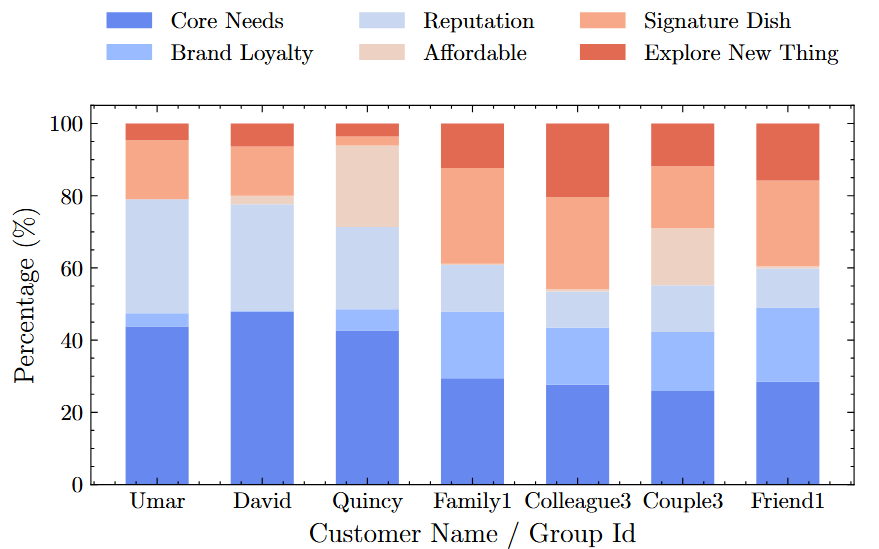 Core Needs
Brand Loyalty
Reputation
Affordable
Signature Dish
Explore New Thing
Percentage (%)
100
80
60
40
20
0
Umar David Quincy Family1 Colleague3 Couple3 Friend1
Customer Name / Group Id